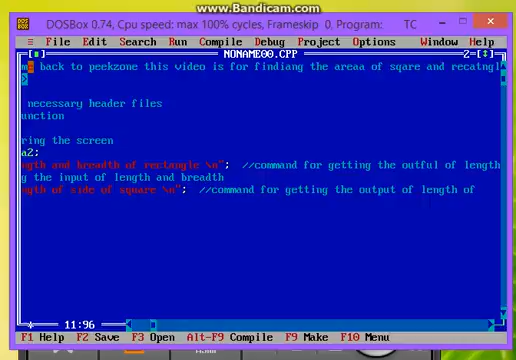 www.Bandicam.com
DOSBox 0.74, Cpu speed: max 100% cycles, Frameskip 0, Program: TC
File Edit Search Run Compile Debug Project Options Window Help
NONAME00.CPP 2
me back to peekzone this video is for findiang the areaa of sqare and recatngl
necessary header files
unction
ring the screen
a2;
ngth and breadth of rectangle \n"; //command for getting the outful of length
g the input of length and breadth
ngth of side of square \n"; //command for getting the output of length of
11:96
F1 Help F2 Save F3 Open Alt-F9 Compile F9 Make F10 Menu